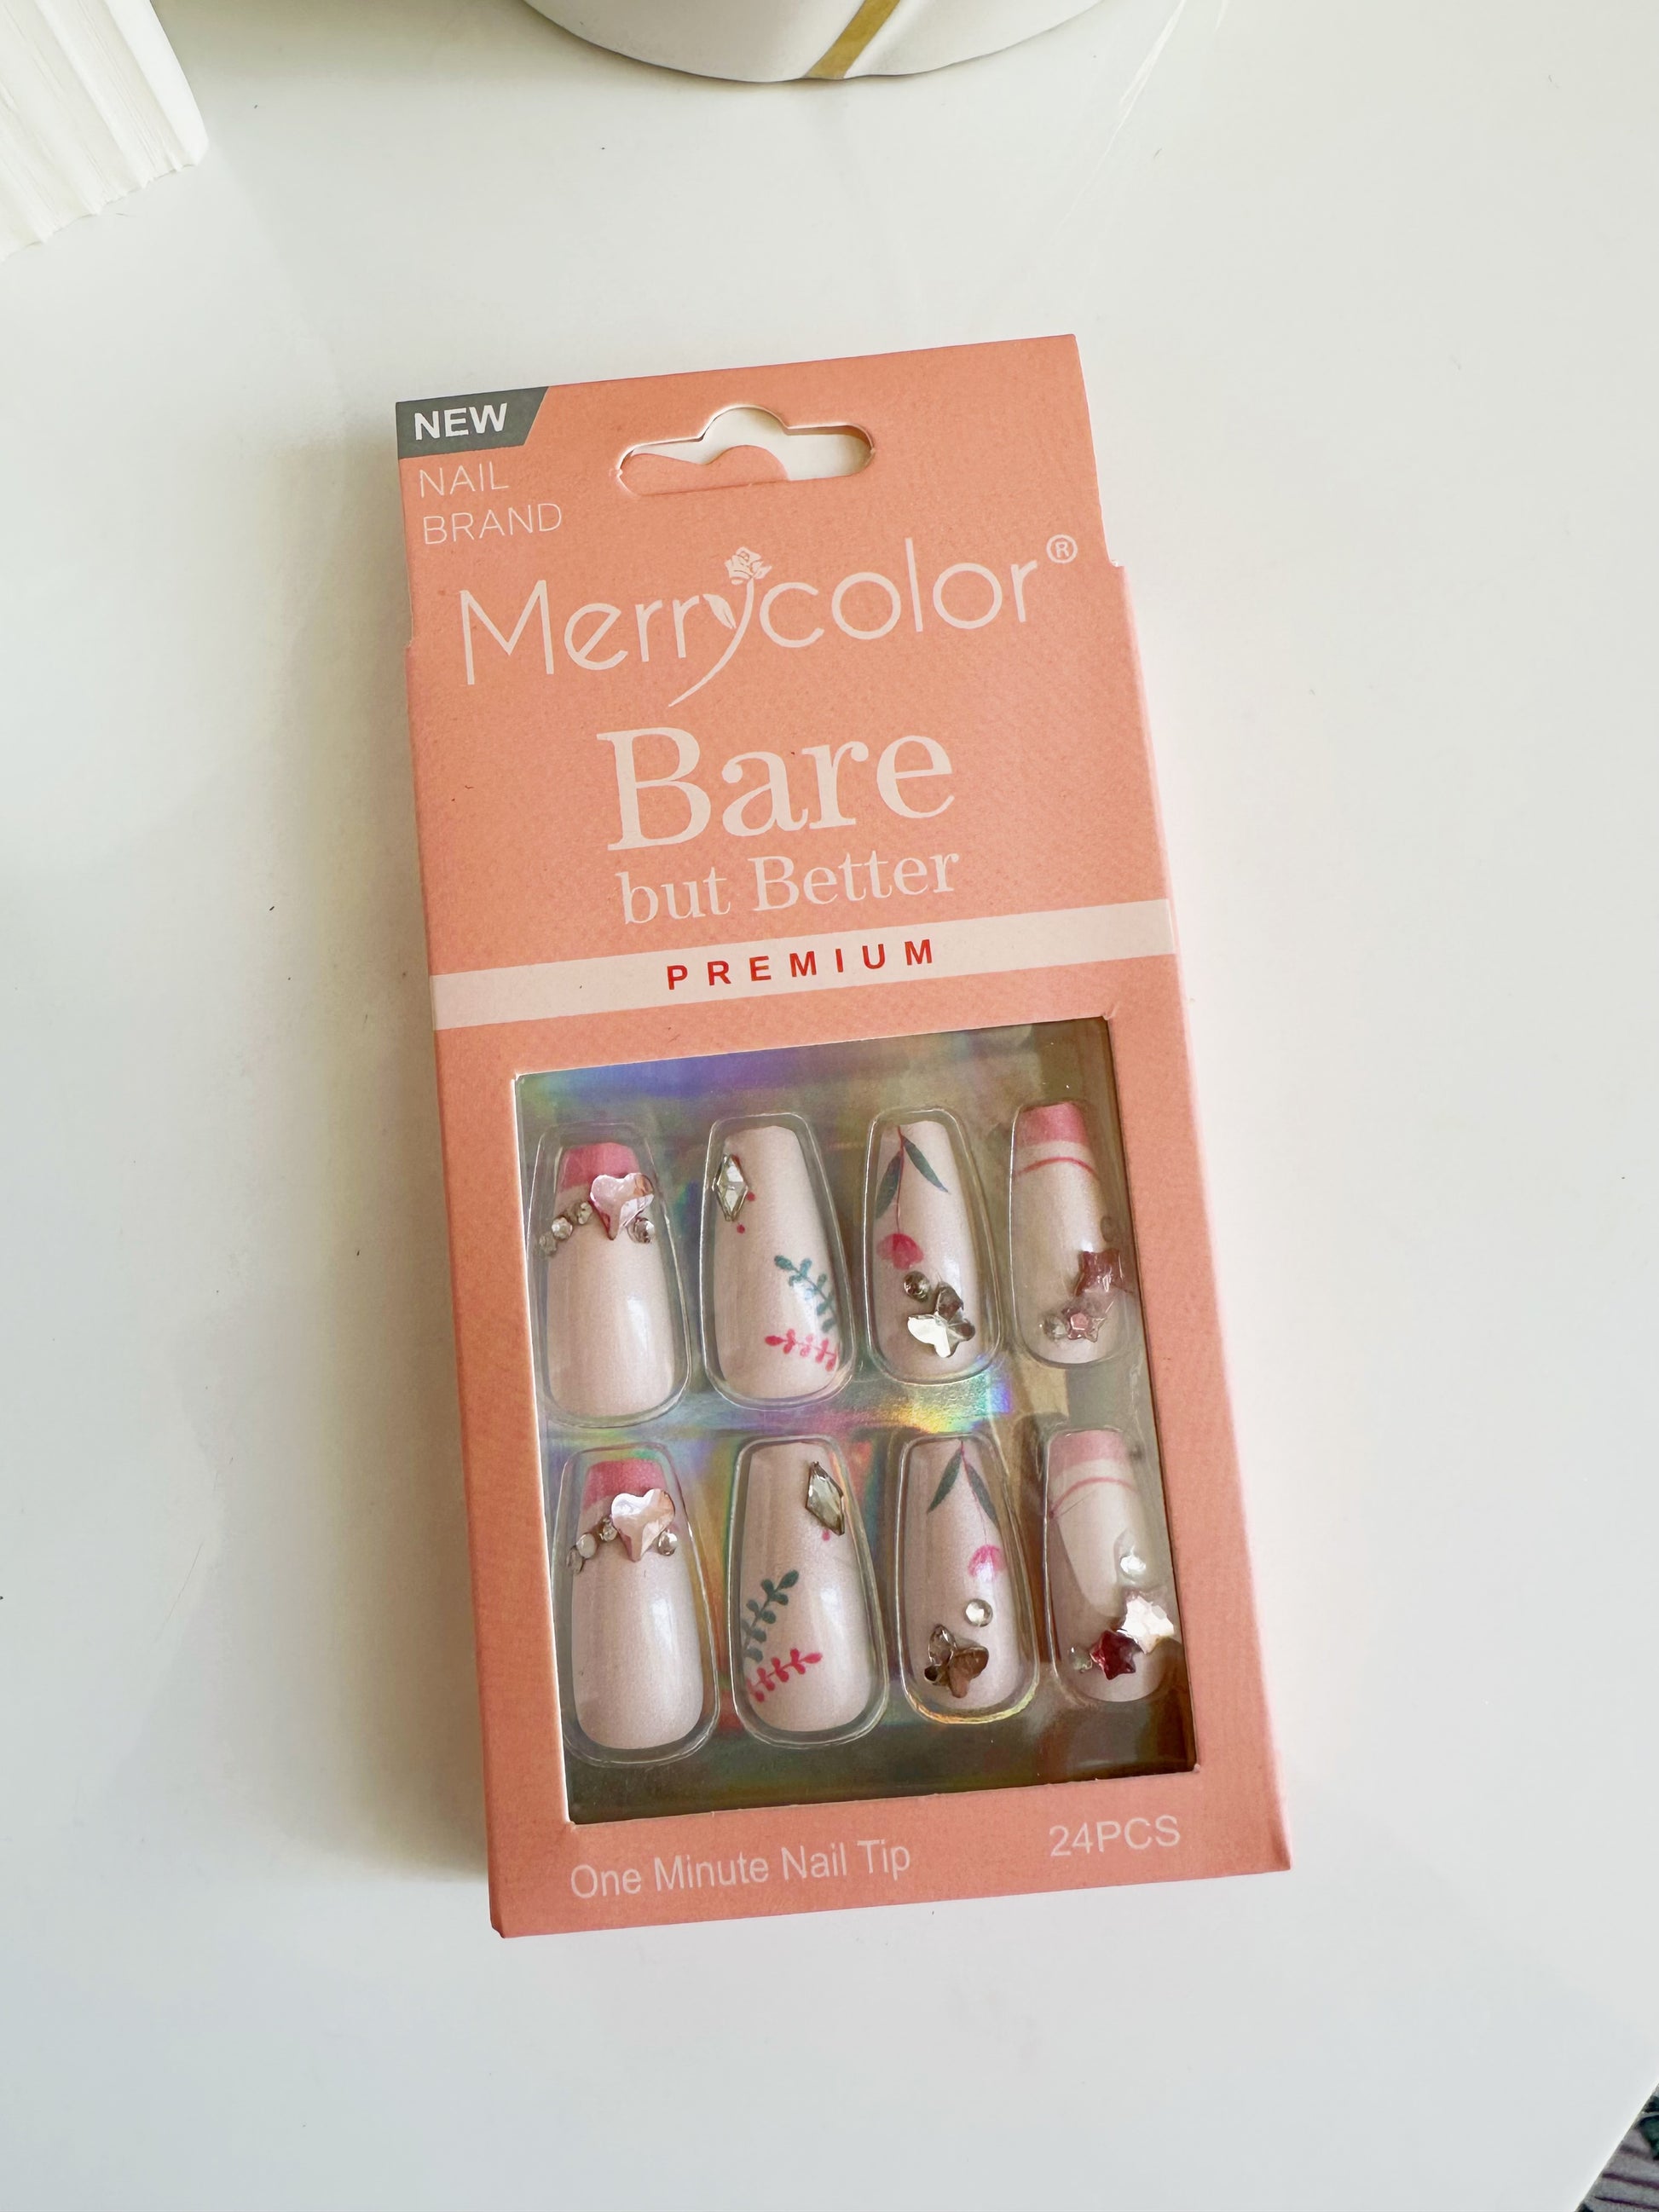 NEW
NAIL
BRAND
Merrycolor®
Bare
but Better
PREMIUM
One Minute Nail Tip
24PCS